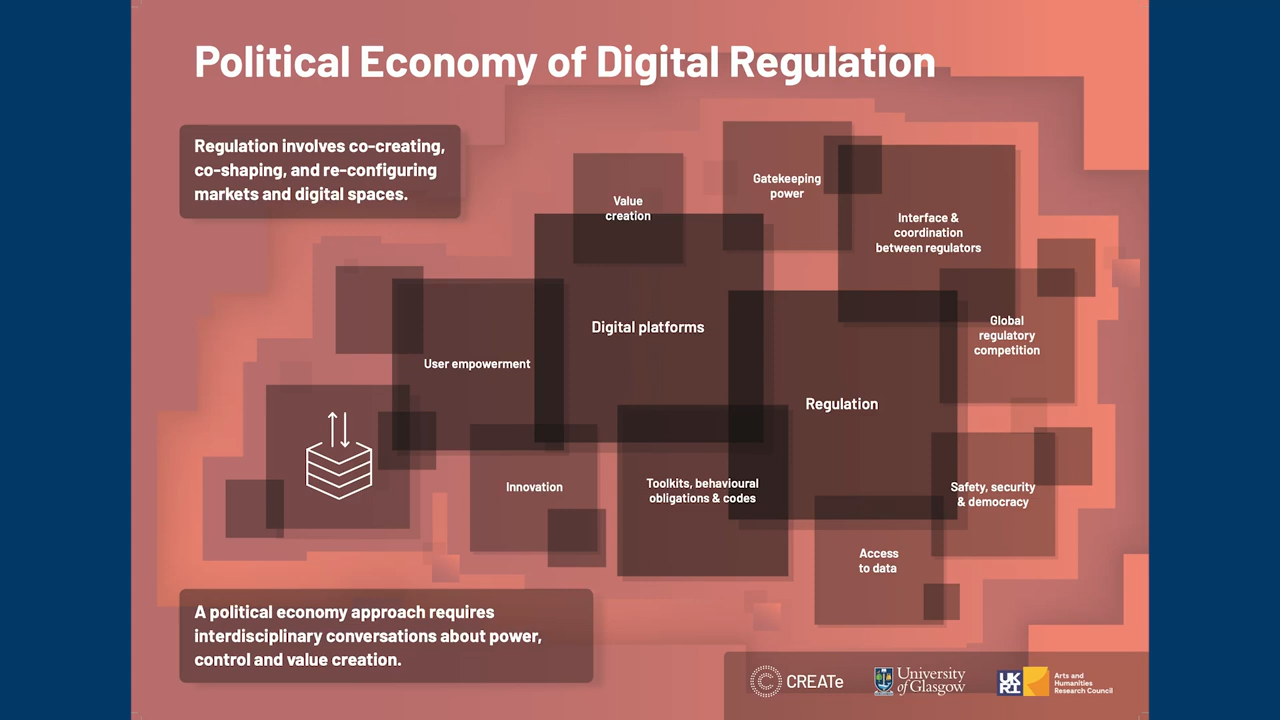 Political Economy of Digital Regulation
Regulation involves co-creating,
co-shaping, and re-configuring
markets and digital spaces.
Value
creation
Gatekeeping
power
Interface &
coordination
between regulators
Digital platforms
User empowerment
Global
regulatory
competition
Regulation
Innovation
Toolkits, behavioural
obligations & codes
Safety, security
& democracy
Access
to data
A political economy approach requires
interdisciplinary conversations about power,
control and value creation.
CREATe
University
of Glasgow
UK
RI
Arts and
Humanities
Research Council